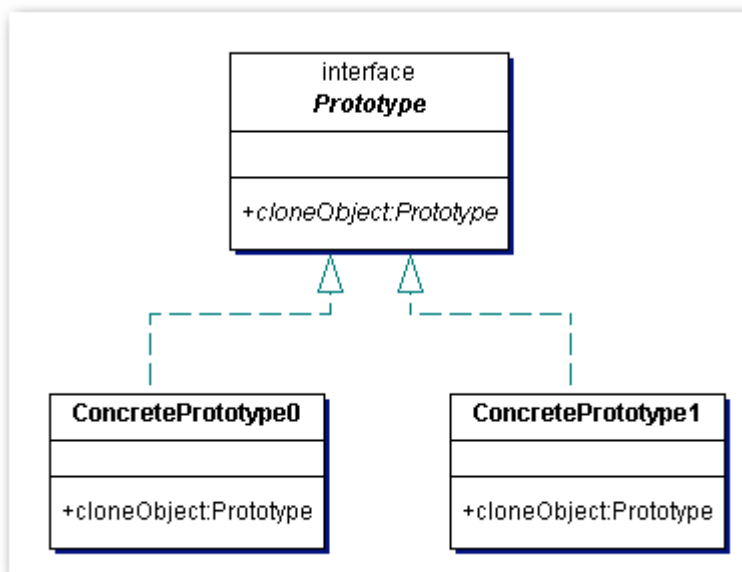 interface
Prototype
+cloneObject:Prototype
ConcretePrototype0
+cloneObject:Prototype
ConcretePrototype1
+cloneObject:Prototype